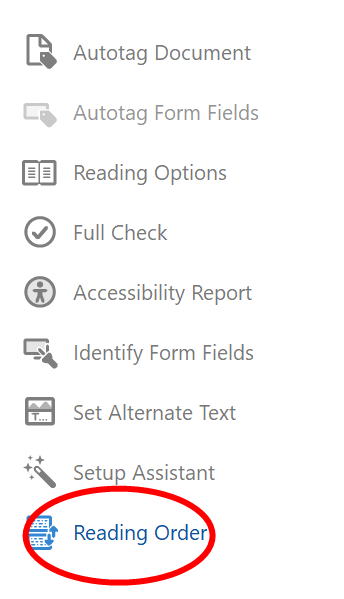 Autotag Document
Autotag Form Fields
Reading Options
Full Check
Accessibility Report
Identify Form Fields
T...
Set Alternate Text
Setup Assistant
Reading Order